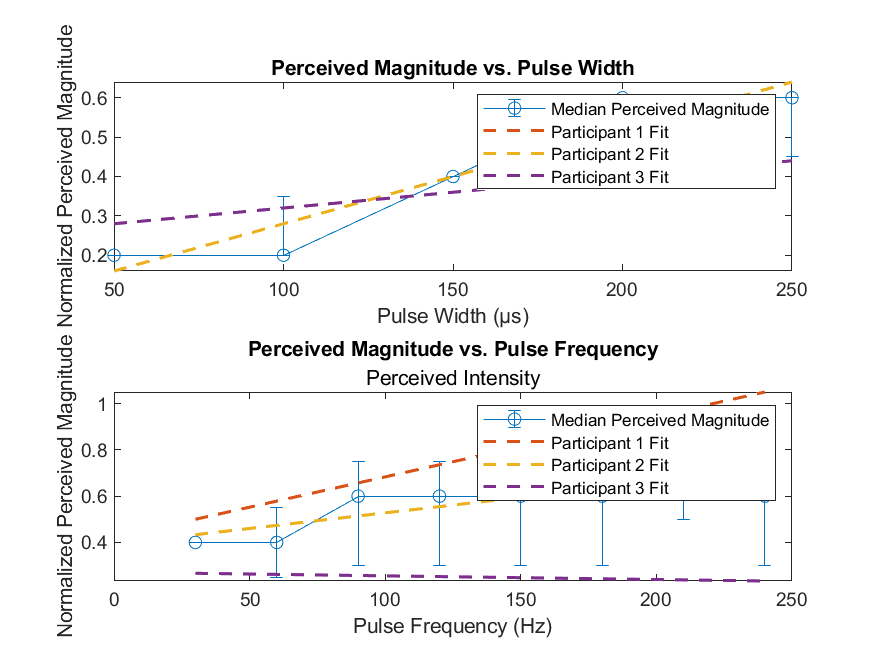 Perceived Magnitude vs. Pulse Width
Normalized Perceived Magnitude
0.6
0.5
0.4
0.3
0.2
Median Perceived Magnitude
Participant 1 Fit
Participant 2 Fit
Participant 3 Fit
50 100 150 200 250
Pulse Width (µs)
Perceived Magnitude vs. Pulse Frequency
Perceived Intensity
Normalized Perceived Magnitude
1
0.8
0.6
0.4
Median Perceived Magnitude
Participant 1 Fit
Participant 2 Fit
Participant 3 Fit
0 50 100 150 200 250
Pulse Frequency (Hz)